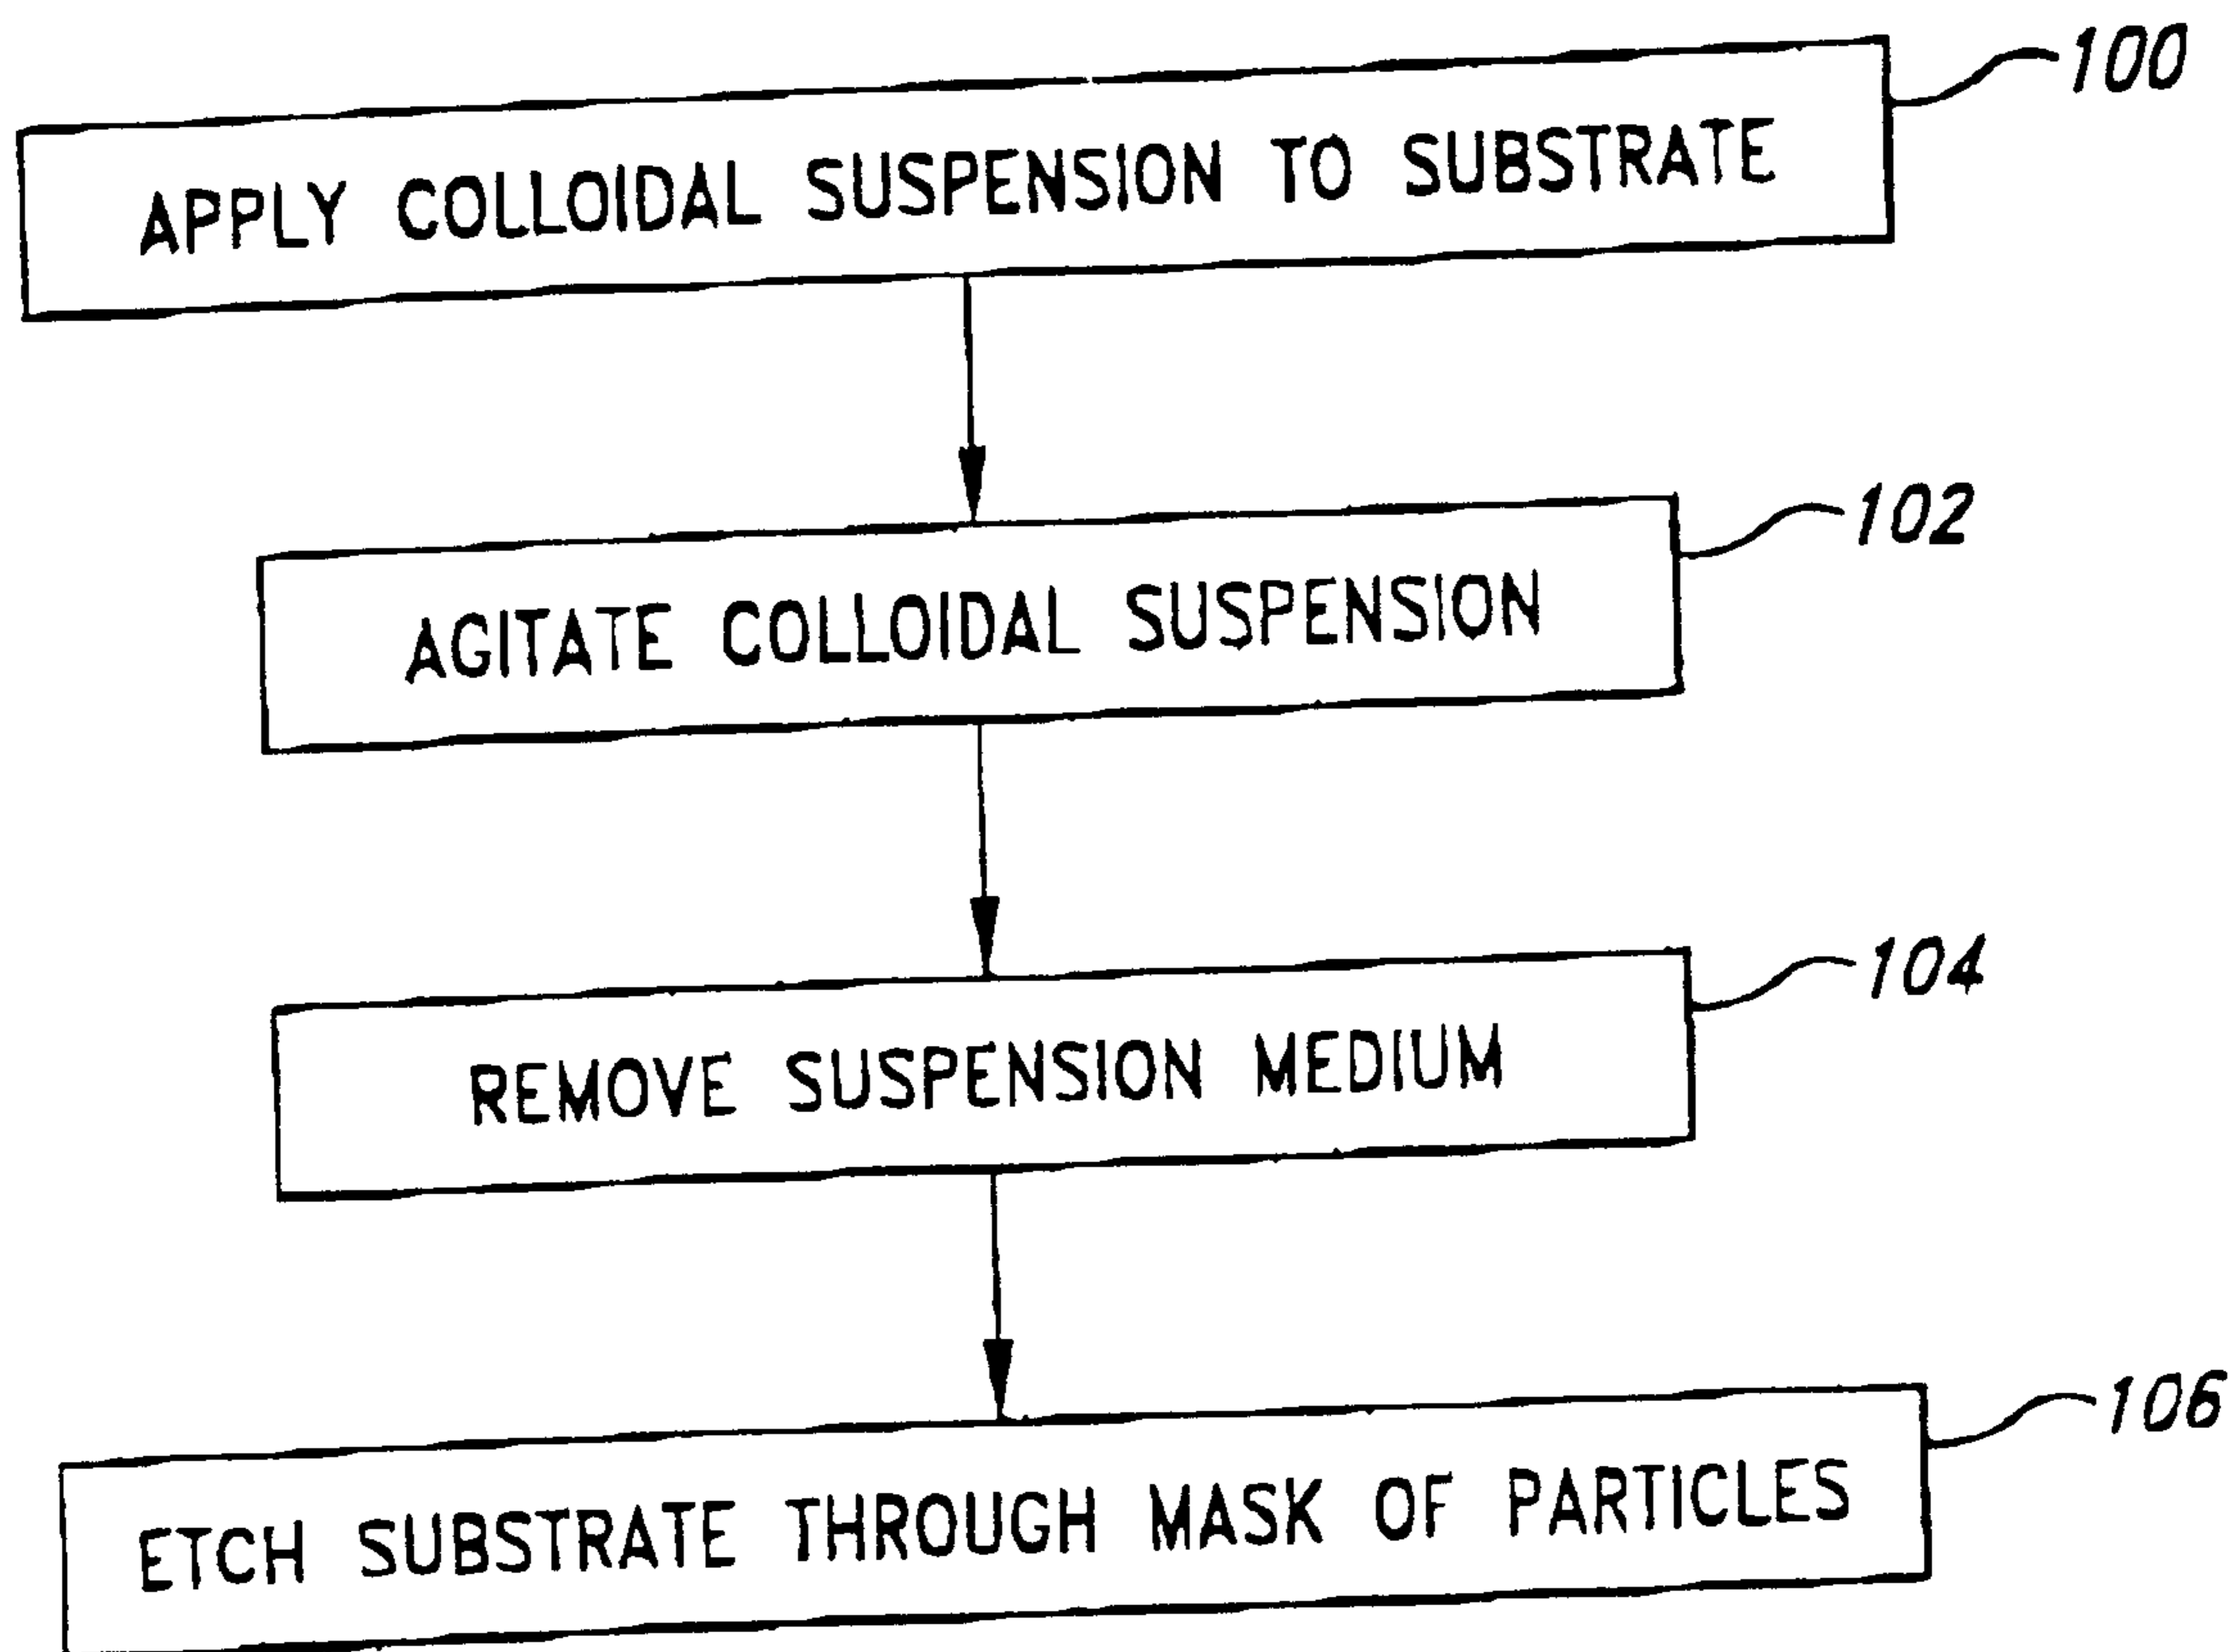 100
APPLY COLLOIDAL SUSPENSION TO SUBSTRATE
102
AGITATE COLLOIDAL SUSPENSION
104
REMOVE SUSPENSION MEDIUM
106
ETCH SUBSTRATE THROUGH MASK OF PARTICLES